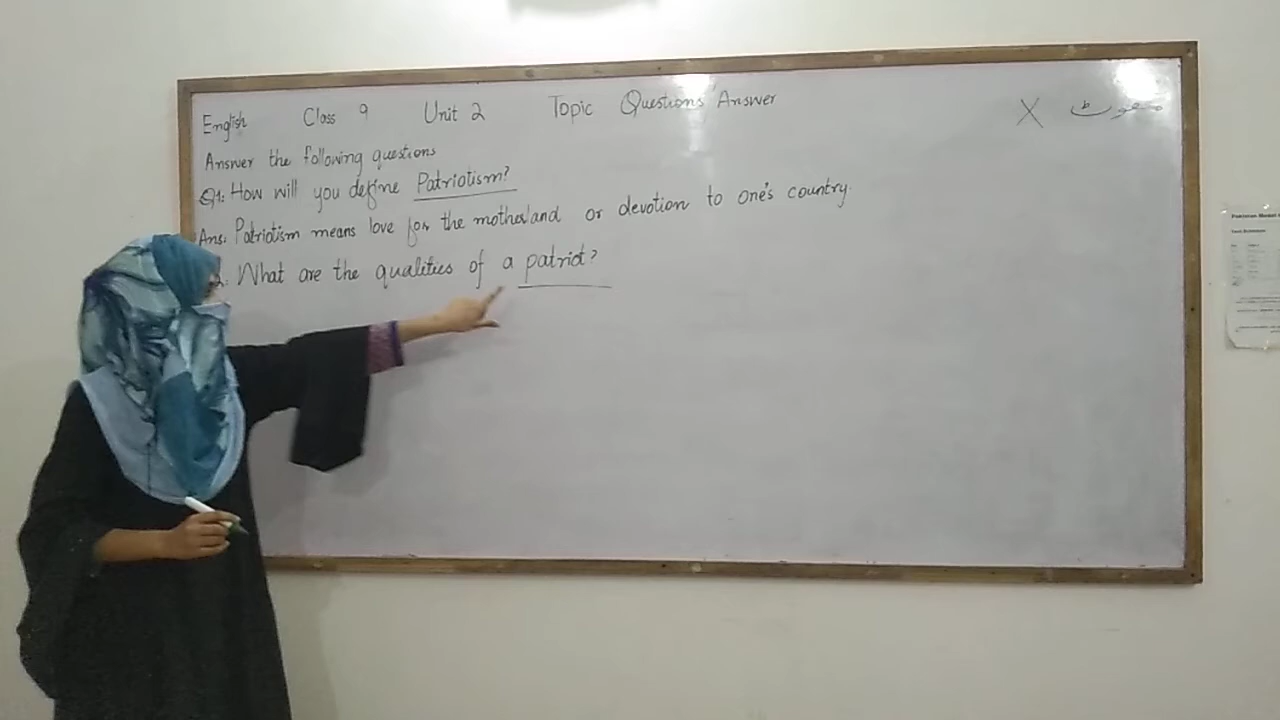 English Class 9 Unit 2 Topic Questions Answer X
Answer the following questions
Q1: How will you define Patriotism?
Ans: Patriotism means love for the motherland or devotion to one's country.
What are the qualities of a patriot?